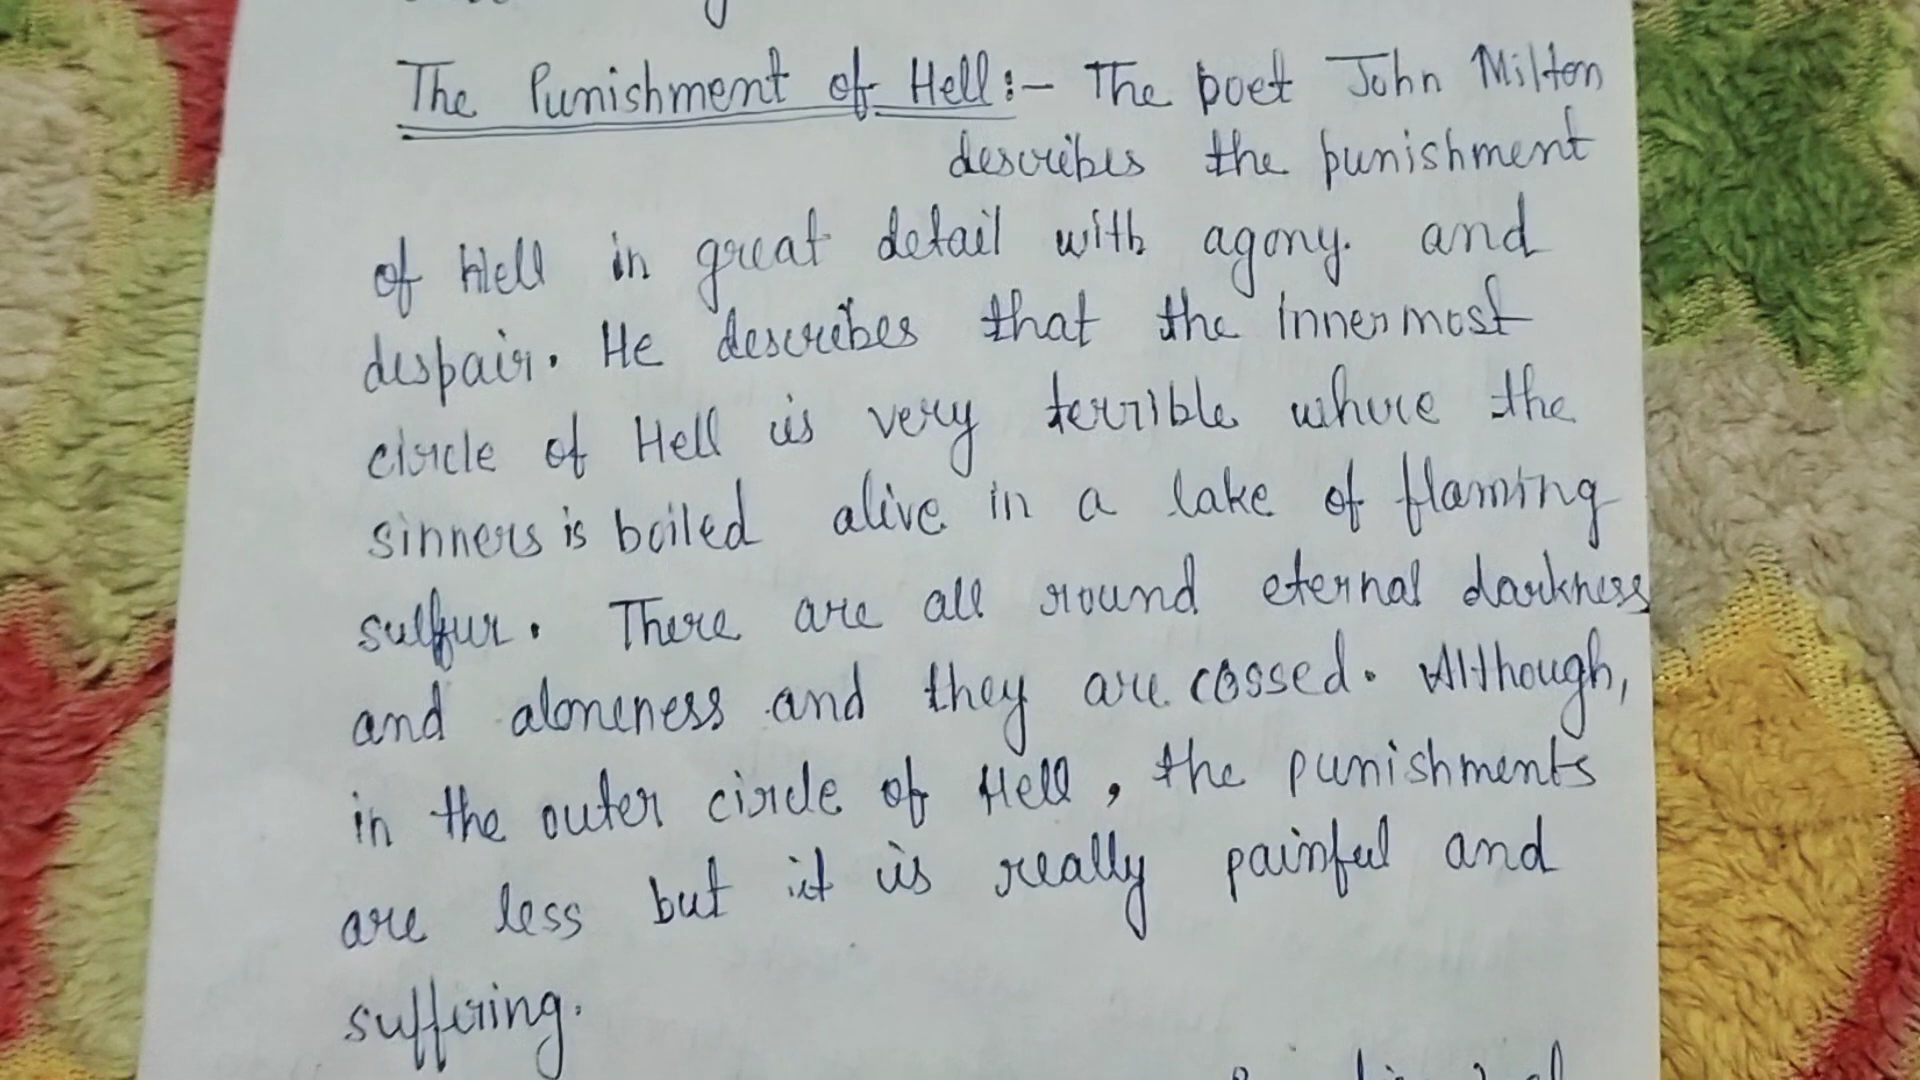 The Punishment of Hell :- The poet John Milton
describes the punishment
of Hell in great detail with agony. and
despair. He describes that the innermost
circle of Hell is very terrible where the
sinners is boiled alive in a lake of flaming
sulfur. There are all round eternal darkness
and aloneness and they are cossed. Although,
in the outer circle of Hell, the punishments
are less but it is really painful and
suffering.